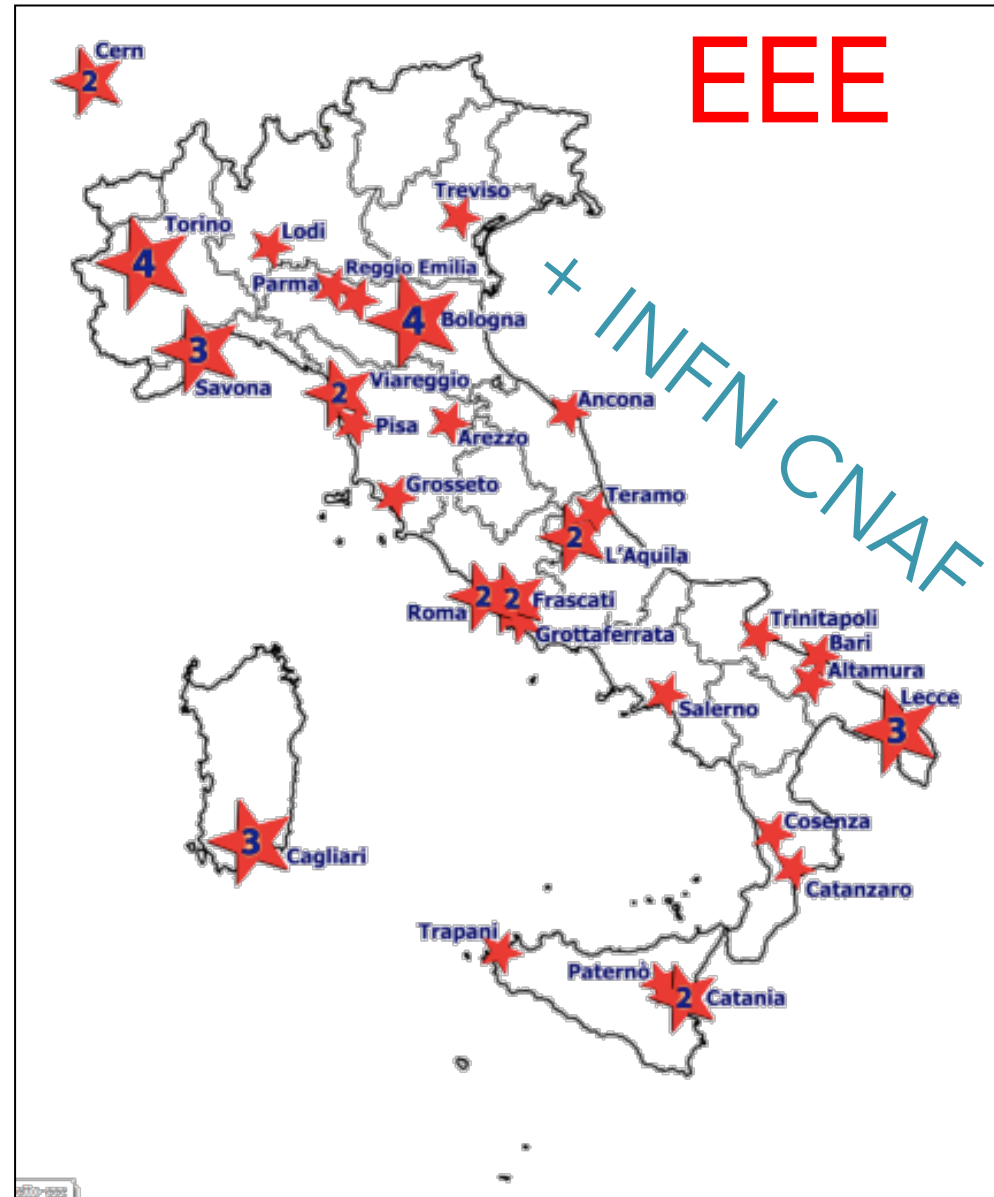 EEE
Cern
2
Treviso
Torino
4
Lodi
Reggio Emilia
Parma
4
Bologna
+ INFN CNAF
3
Savona
Viareggio
2
Pisa
Arezzo
Ancona
Grosseto
Teramo
2
L'Aquila
2
2
Frascati
Roma
Grottaferrata
Trinitapoli
Bari
Altamura
Lecce
3
Salerno
Cosenza
3
Cagliari
Catanzaro
Trapani
Paternò
2
Catania